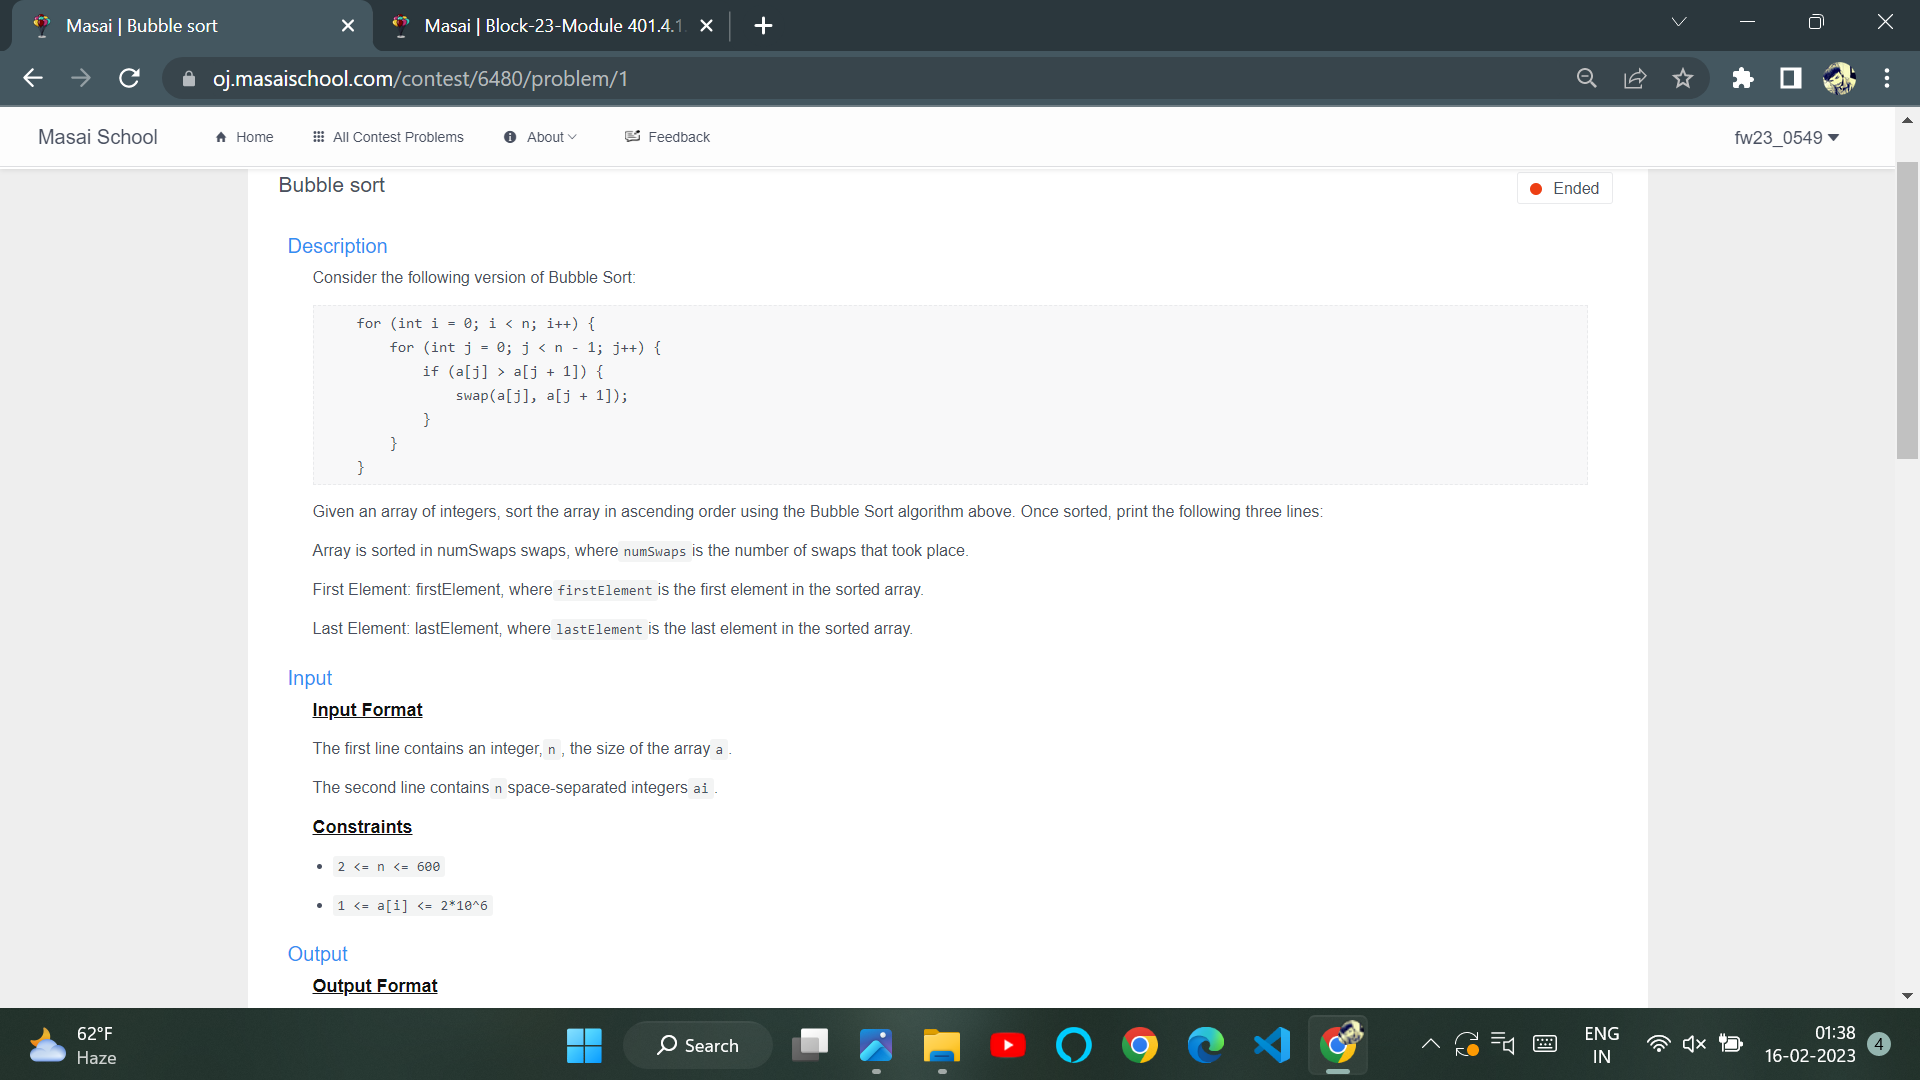 Masai | Bubble sort
Masai | Block-23-Module 401.4.1
oj.masaischool.com/contest/6480/problem/1
Masai School
Home
All Contest Problems
About
Feedback
fw23_0549
Bubble sort
Ended
Description
Consider the following version of Bubble Sort:
for (int i = 0; i < n; i++) {
    for (int j = 0; j < n - 1; j++) {
        if (a[j] > a[j + 1]) {
            swap(a[j], a[j + 1]);
        }
    }
}
Given an array of integers, sort the array in ascending order using the Bubble Sort algorithm above. Once sorted, print the following three lines:
Array is sorted in numSwaps swaps, where numSwaps is the number of swaps that took place.
First Element: firstElement, where firstElement is the first element in the sorted array.
Last Element: lastElement, where lastElement is the last element in the sorted array.
Input
Input Format
The first line contains an integer, n , the size of the array a .
The second line contains n space-separated integers ai .
Constraints
• 2 <= n <= 600
• 1 <= a[i] <= 2*10^6
Output
Output Format
62°F
Haze
Search
ENG
IN
01:38
16-02-2023
4